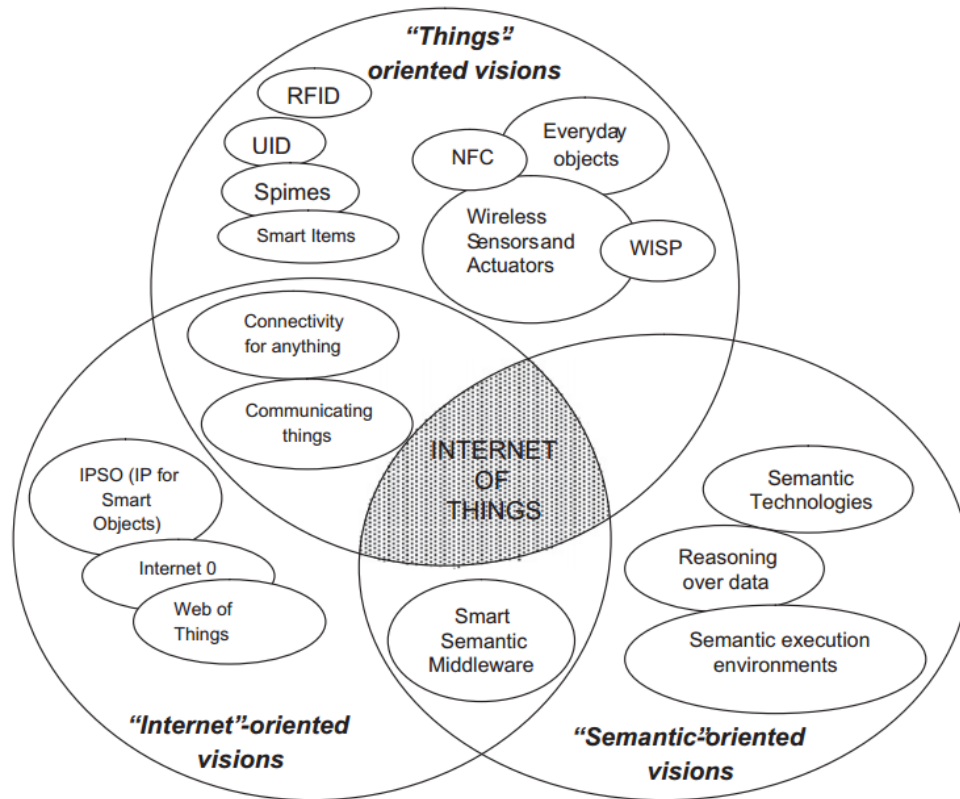 “Things”-
oriented visions
RFID
UID
Spimes
Smart Items
NFC
Everyday
objects
Wireless
Sensors and
Actuators
WISP
Connectivity
for anything
Communicating
things
INTERNET
OF
THINGS
IPSO (IP for
Smart
Objects)
Internet 0
Web of
Things
Semantic
Technologies
Reasoning
over data
Semantic execution
environments
Smart
Semantic
Middleware
“Internet”-oriented
visions
“Semantic”-oriented
visions